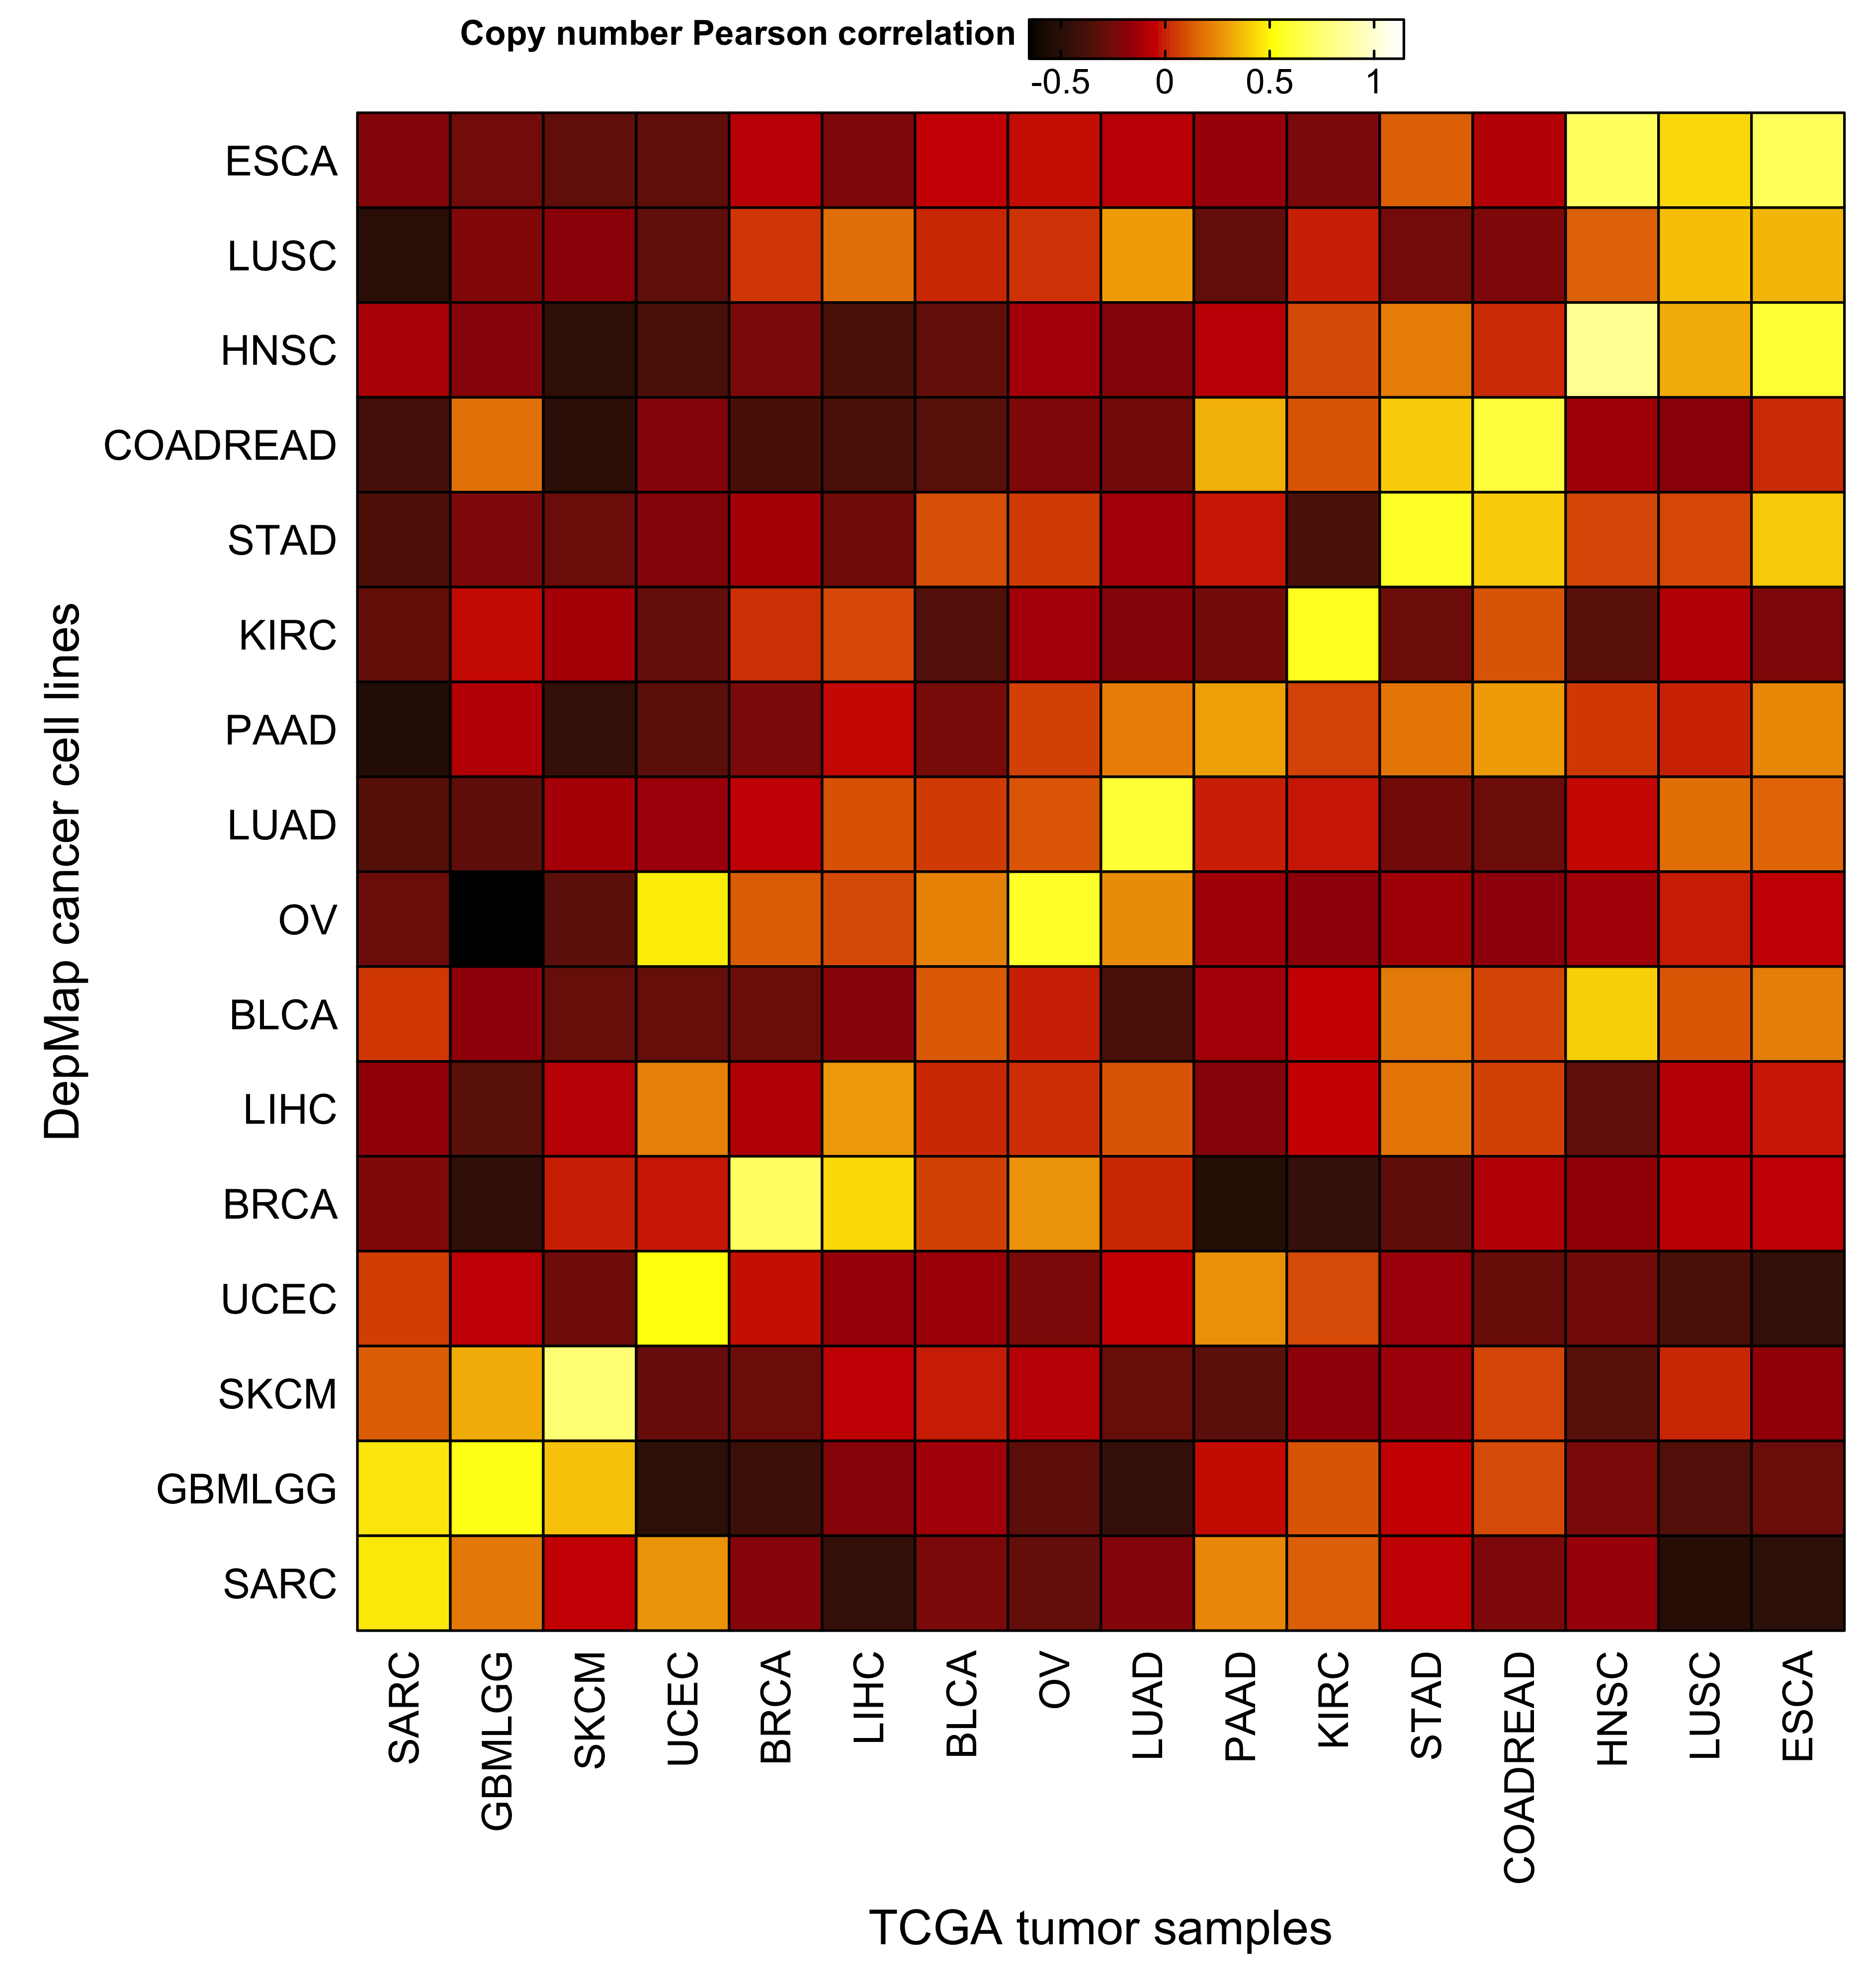 Copy number Pearson correlation
-0.5 0 0.5 1
ESCA
LUSC
HNSC
COADREAD
STAD
KIRC
PAAD
LUAD
OV
BLCA
LIHC
BRCA
UCEC
SKCM
GBMLGG
SARC
DepMap cancer cell lines
SARC GBMLGG SKCM UCEC BRCA LIHC BLCA OV LUAD PAAD KIRC STAD COADREAD HNSC LUSC ESCA
TCGA tumor samples